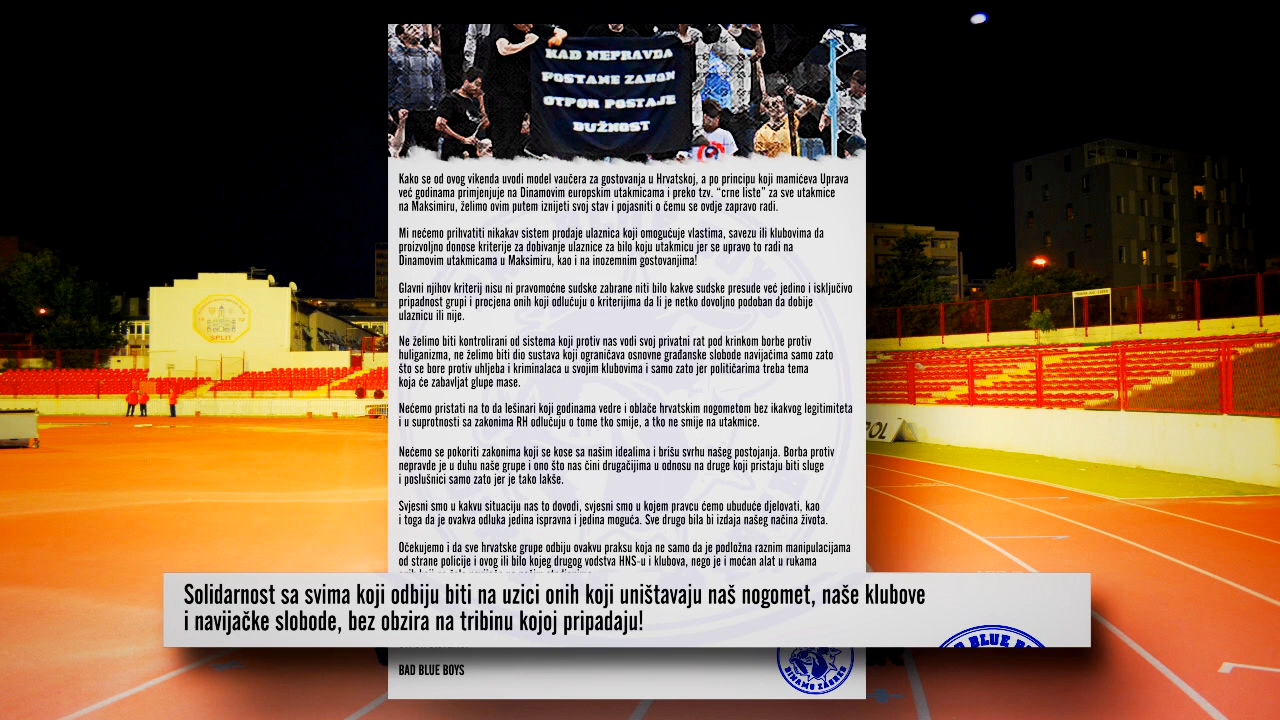 KAD NEPRAVDA
POSTANE ZAKON
OTPOR POSTAJE
DUŽNOST
Kako se od ovog vikenda uvodi model vaučera za gostovanja u Hrvatskoj, a po principu koji mamićeva Uprava
već godinama primjenjuje na Dinamovim europskim utakmicama i preko tzv. “crne liste” za sve utakmice
na Maksimiru, želimo ovim putem iznijeti svoj stav i pojasniti o čemu se ovdje zapravo radi.
Mi nećemo prihvatiti nikakav sistem prodaje ulaznica koji omogućuje vlastima, savezu ili klubovima da
proizvoljno donose kriterije za dobivanje ulaznice za bilo koju utakmicu jer se upravo to radi na
Dinamovim utakmicama u Maksimiru, kao i na inozemnim gostovanjima!
Glavni njihov kriterij nisu ni pravomoćne sudske zabrane niti bilo kakve sudske presude već jedino i isključivo
pripadnost grupi i procjena onih koji odlučuju o kriterijima da li je netko dovoljno podoban da dobije
ulaznicu ili nije.
Ne želimo biti kontrolirani od sistema koji protiv nas vodi svoj privatni rat pod krinkom borbe protiv
huliganizma, ne želimo biti dio sustava koji ograničava osnovne građanske slobode navijačima samo zato
što se bore protiv uhljeba i kriminalaca u svojim klubovima i samo zato jer političarima treba tema
koja će zabavljat glupe mase.
Nećemo pristati na to da lešinari koji godinama vedre i oblače hrvatskim nogometom bez ikakvog legitimiteta
i u suprotnosti sa zakonima RH odlučuju o tome tko smije, a tko ne smije na utakmice.
Nećemo se pokoriti zakonima koji se kose sa našim idealima i brišu svrhu našeg postojanja. Borba protiv
nepravde je u duhu naše grupe i ono što nas čini drugačijima u odnosu na druge koji pristaju biti sluge
i poslušnici samo zato jer je tako lakše.
Svjesni smo u kakvu situaciju nas to dovodi, svjesni smo u kojem pravcu ćemo ubuduće djelovati, kao
i toga da je ovakva odluka jedina ispravna i jedina moguća. Sve drugo bila bi izdaja našeg načina života.
Očekujemo i da sve hrvatske grupe odbiju ovakvu praksu koja ne samo da je podložna raznim manipulacijama
od strane policije i ovog ili bilo kojeg drugog vodstva HNS-u i klubova, nego je i moćan alat u rukama
Solidarnost sa svima koji odbiju biti na uzici onih koji uništavaju naš nogomet, naše klubove
i navijačke slobode, bez obzira na tribinu kojoj pripadaju!
BLUE
BAD BLUE BOYS
DINAMO ZAGREB
SPLIT